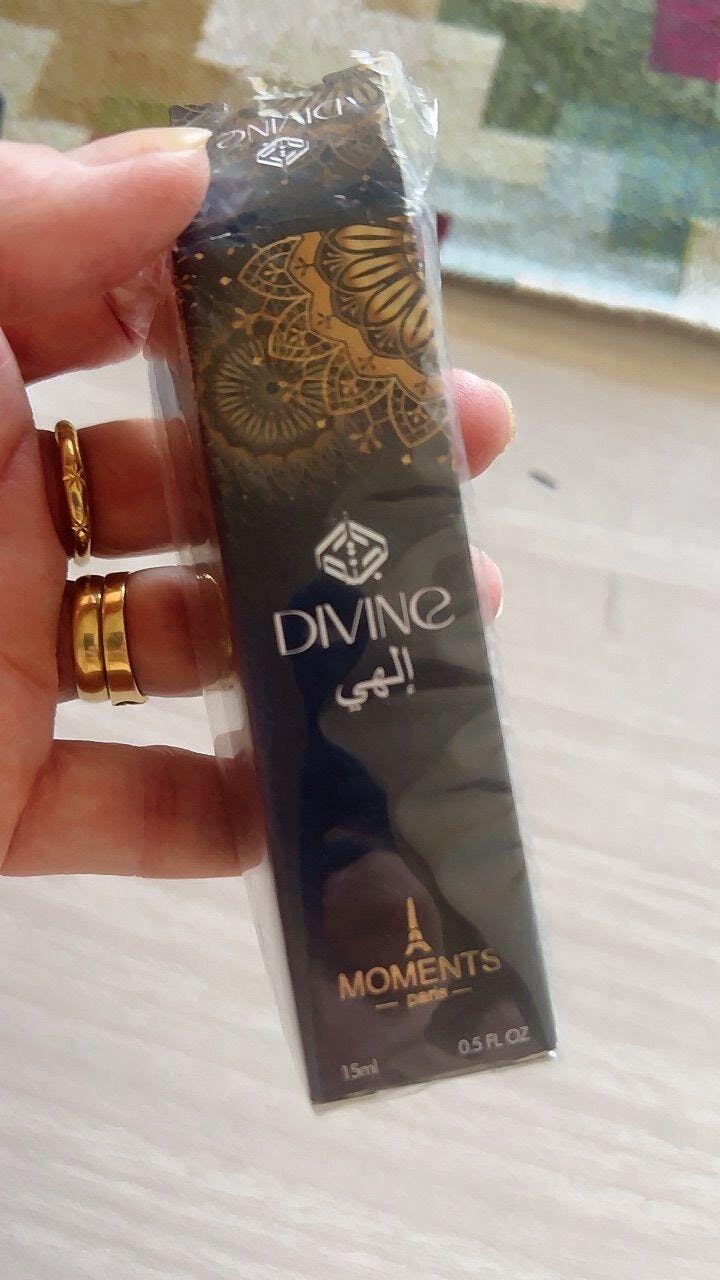 DIVINE
DIVINE
إلهي
MOMENTS
paris
15ml
0.5 FL OZ